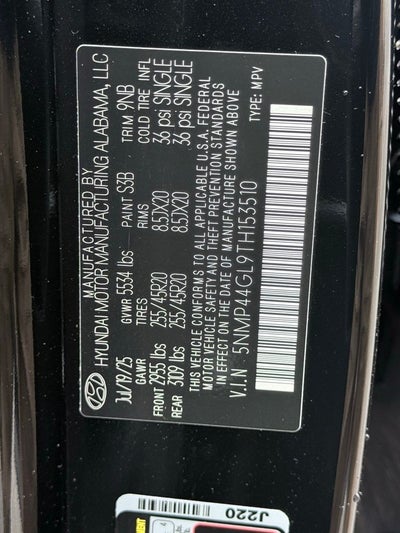 MANUFACTURED BY
HYUNDAI MOTOR MANUFACTURING ALABAMA, LLC
JUL/19/25 GVWR 5534 lbs PAINT S3B TRIM 9NB
GAWR TIRES RIMS COLD TIRE INFL
FRONT 2935 lbs 255/45R20 8.5JX20 36 psi SINGLE
REAR 3109 lbs 255/45R20 8.5JX20 36 psi SINGLE
THIS VEHICLE CONFORMS TO ALL APPLICABLE U.S.A. FEDERAL
MOTOR VEHICLE SAFETY AND THEFT PREVENTION STANDARDS
IN EFFECT ON THE DATE OF MANUFACTURE SHOWN ABOVE
V.I.N : 5NMP44GL9TH153510 TYPE: MPV
J220